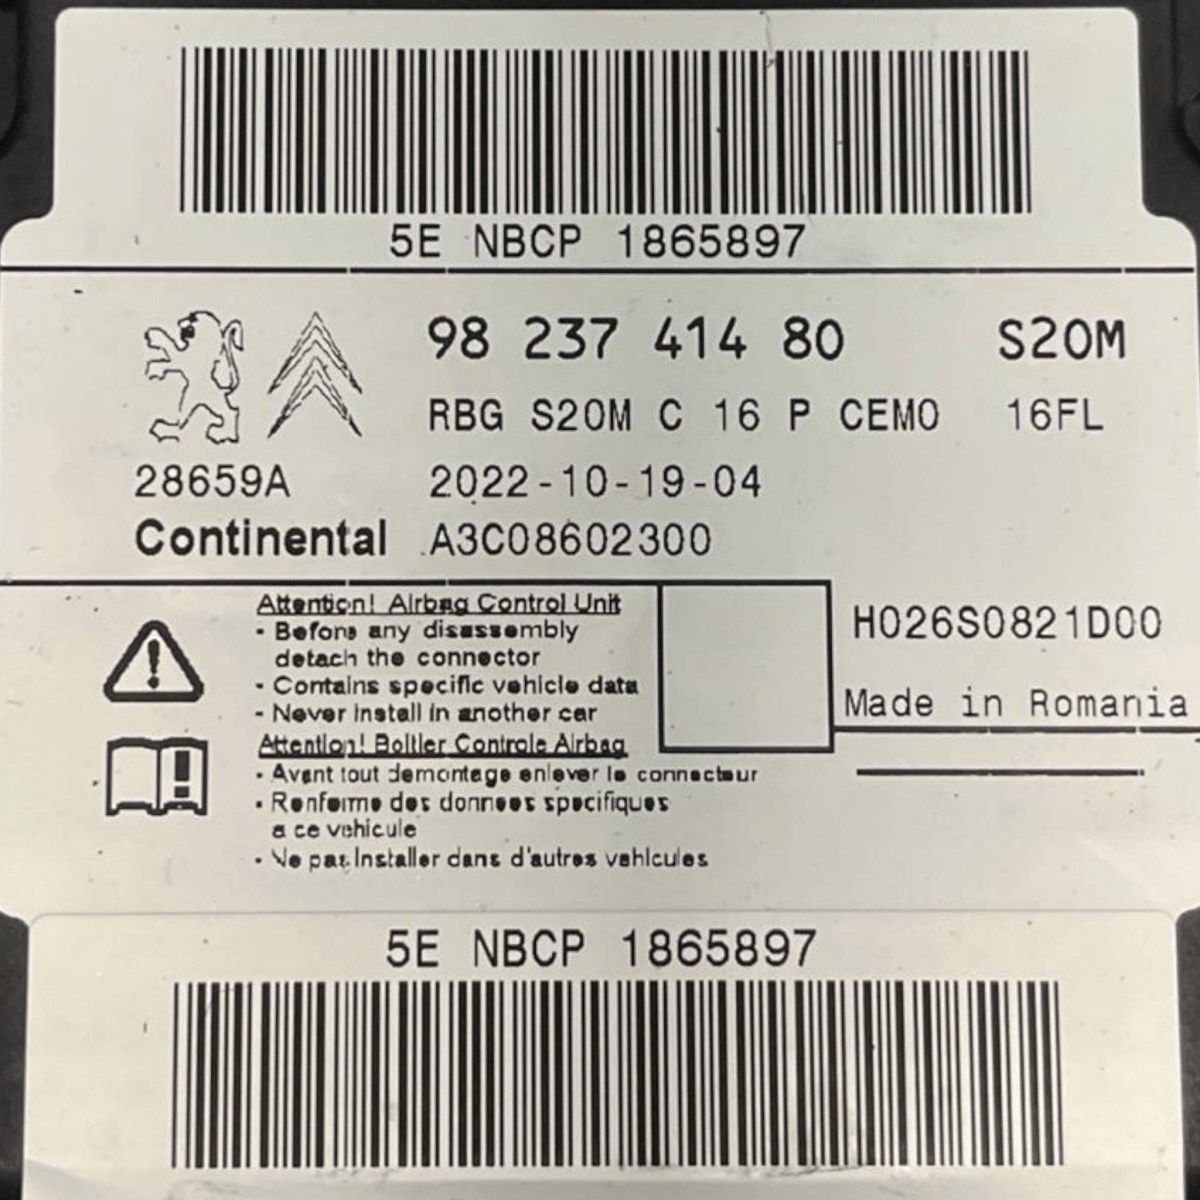 5E NBCP 1865897
98 237 414 80 S20M
RBG S20M C 16 P CEMO 16FL
28659A 2022-10-19-04
Continental A3C08602300
Attention! Airbag Control Unit
- Before any disassembly
detach the connector
- Contains specific vehicle data
- Never install in another car
H026S0821D00
Made in Romania
Attention! Boitier Controle Airbag
- Avant tout demontage enlever le connecteur
- Renferme des donnees specifiques
a ce vehicule
- Ne pas installer dans d'autres vehicules
5E NBCP 1865897